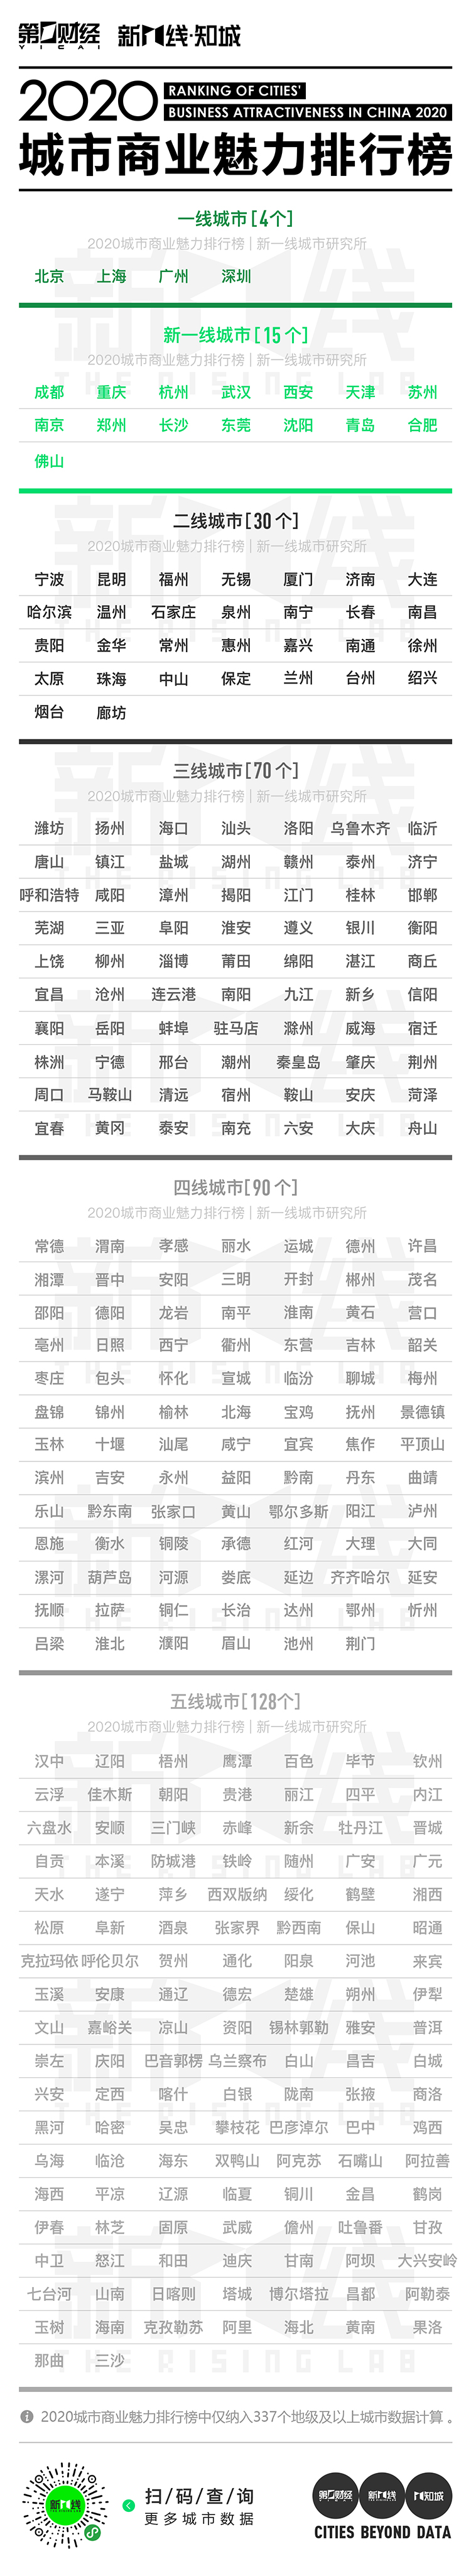 第一财经 新一线·知城
YICAI
2020 RANKING OF CITIES'
BUSINESS ATTRACTIVENESS IN CHINA 2020
城市商业魅力排行榜
一线城市[4个]
2020城市商业魅力排行榜 | 新一线城市研究所
北京 上海 广州 深圳
新一线城市[15个]
2020城市商业魅力排行榜 | 新一线城市研究所
THE RISING LAB
成都 重庆 杭州 武汉 西安 天津 苏州
南京 郑州 长沙 东莞 沈阳 青岛 合肥
佛山
二线城市[30个]
2020城市商业魅力排行榜 | 新一线城市研究所
宁波 昆明 福州 无锡 厦门 济南 大连
哈尔滨 温州 石家庄 泉州 南宁 长春 南昌
THE RISING LAB
贵阳 金华 常州 惠州 嘉兴 南通 徐州
太原 珠海 中山 保定 兰州 台州 绍兴
烟台 廊坊
三线城市[70个]
2020城市商业魅力排行榜 | 新一线城市研究所
潍坊 扬州 海口 汕头 洛阳 乌鲁木齐 临沂
唐山 镇江 盐城 湖州 赣州 泰州 济宁
THE RISING LAB
呼和浩特 咸阳 漳州 揭阳 江门 桂林 邯郸
芜湖 三亚 阜阳 淮安 遵义 银川 衡阳
上饶 柳州 淄博 莆田 绵阳 湛江 商丘
宜昌 沧州 连云港 南阳 九江 新乡 信阳
襄阳 岳阳 蚌埠 驻马店 滁州 威海 宿迁
株洲 宁德 邢台 潮州 秦皇岛 肇庆 荆州
周口 马鞍山 清远 宿州 鞍山 安庆 菏泽
THE RISING LAB
宜春 黄冈 泰安 南充 六安 大庆 舟山
四线城市[90个]
2020城市商业魅力排行榜 | 新一线城市研究所
常德 渭南 孝感 丽水 运城 德州 许昌
湘潭 晋中 安阳 三明 开封 郴州 茂名
邵阳 德阳 龙岩 南平 淮南 黄石 营口
亳州 日照 西宁 衢州 东营 吉林 韶关
THE RISING LAB
枣庄 包头 怀化 宣城 临汾 聊城 梅州
盘锦 锦州 榆林 北海 宝鸡 抚州 景德镇
玉林 十堰 汕尾 咸宁 宜宾 焦作 平顶山
滨州 吉安 永州 益阳 黔南 丹东 曲靖
乐山 黔东南 张家口 黄山 鄂尔多斯 阳江 泸州
恩施 衡水 铜陵 承德 红河 大理 大同
漯河 葫芦岛 河源 娄底 延边 齐齐哈尔 延安
抚顺 拉萨 铜仁 长治 达州 鄂州 忻州
THE RISING LAB
吕梁 淮北 濮阳 眉山 池州 荆门
五线城市[128个]
2020城市商业魅力排行榜 | 新一线城市研究所
汉中 辽阳 梧州 鹰潭 百色 毕节 钦州
云浮 佳木斯 朝阳 贵港 丽江 四平 内江
六盘水 安顺 三门峡 赤峰 新余 牡丹江 晋城
自贡 本溪 防城港 铁岭 随州 广安 广元
THE RISING LAB
天水 遂宁 萍乡 西双版纳 绥化 鹤壁 湘西
松原 阜新 酒泉 张家界 黔西南 保山 昭通
克拉玛依 呼伦贝尔 贺州 通化 阳泉 河池 来宾
玉溪 安康 通辽 德宏 楚雄 朔州 伊犁
文山 嘉峪关 凉山 资阳 锡林郭勒 雅安 普洱
崇左 庆阳 巴音郭楞 乌兰察布 白山 昌吉 白城
兴安 定西 喀什 白银 陇南 张掖 商洛
THE RISING LAB
黑河 哈密 吴忠 攀枝花 巴彦淖尔 巴中 鸡西
乌海 临沧 海东 双鸭山 阿克苏 石嘴山 阿拉善
海西 平凉 辽源 临夏 铜川 金昌 鹤岗
伊春 林芝 固原 武威 儋州 吐鲁番 甘孜
中卫 怒江 和田 迪庆 甘南 阿坝 大兴安岭
七台河 山南 日喀则 塔城 博尔塔拉 昌都 阿勒泰
玉树 海南 克孜勒苏 阿里 海北 黄南 果洛
那曲 三沙
THE RISING LAB
2020城市商业魅力排行榜中仅纳入337个地级及以上城市数据计算。
新一线
扫/码/查/询
更多城市数据
第一财经 新一线 知城
CITIES BEYOND DATA